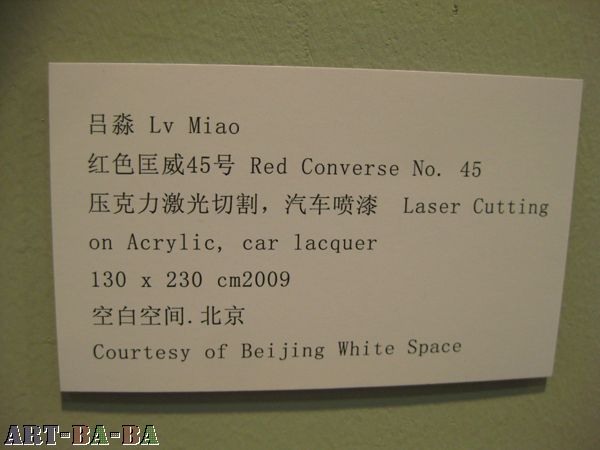 吕淼 Lv Miao
红色匡威45号 Red Converse No. 45
压克力激光切割，汽车喷漆 Laser Cutting
on Acrylic, car lacquer
130 x 230 cm2009
空白空间.北京
Courtesy of Beijing White Space
ART-BA-BA